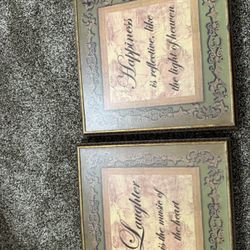 Happiness
is reflective, like
the light of heaven
Laughter
is the music of
the heart